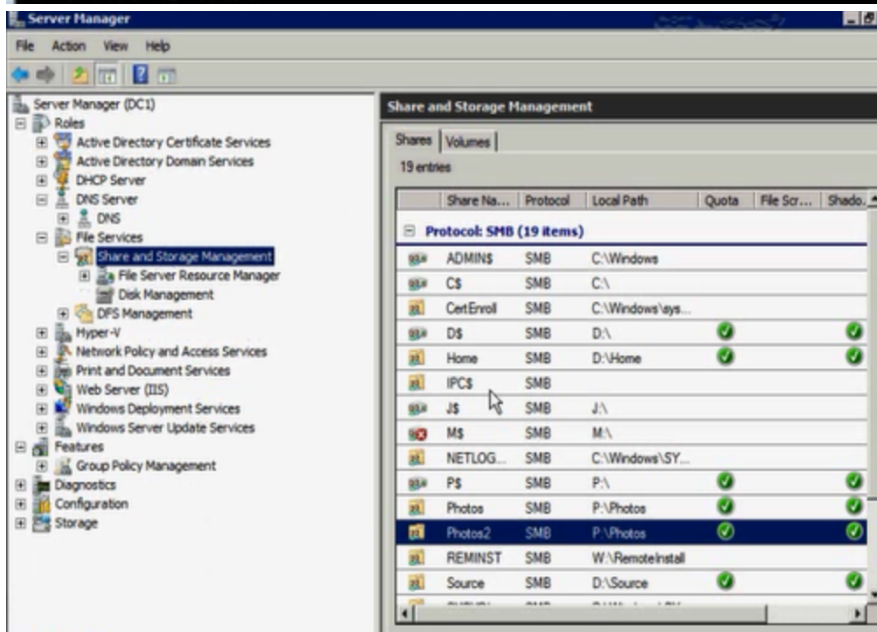 Server Manager
File Action View Help
Server Manager (DC1)
Roles
Active Directory Certificate Services
Active Directory Domain Services
DHCP Server
DNS Server
DNS
File Services
Share and Storage Management
File Server Resource Manager
Disk Management
DFS Management
Hyper-V
Network Policy and Access Services
Print and Document Services
Web Server (IIS)
Windows Deployment Services
Windows Server Update Services
Features
Group Policy Management
Diagnostics
Configuration
Storage
Share and Storage Management
Shares Volumes
19 entries
Share Na... Protocol Local Path Quota File Scr... Shado.
Protocol: SMB (19 items)
ADMIN$ SMB C:\Windows
C$ SMB C:\
CertEnroll SMB C:\Windows\sys...
D$ SMB D:\
Home SMB D:\Home
IPC$ SMB
J$ SMB J:\
M$ SMB M:\
NETLOG... SMB C:\Windows\SY...
P$ SMB P:\
Photos SMB P:\Photos
Photos2 SMB P:\Photos
REMINST SMB W:\RemoteInstall
Source SMB D:\Source